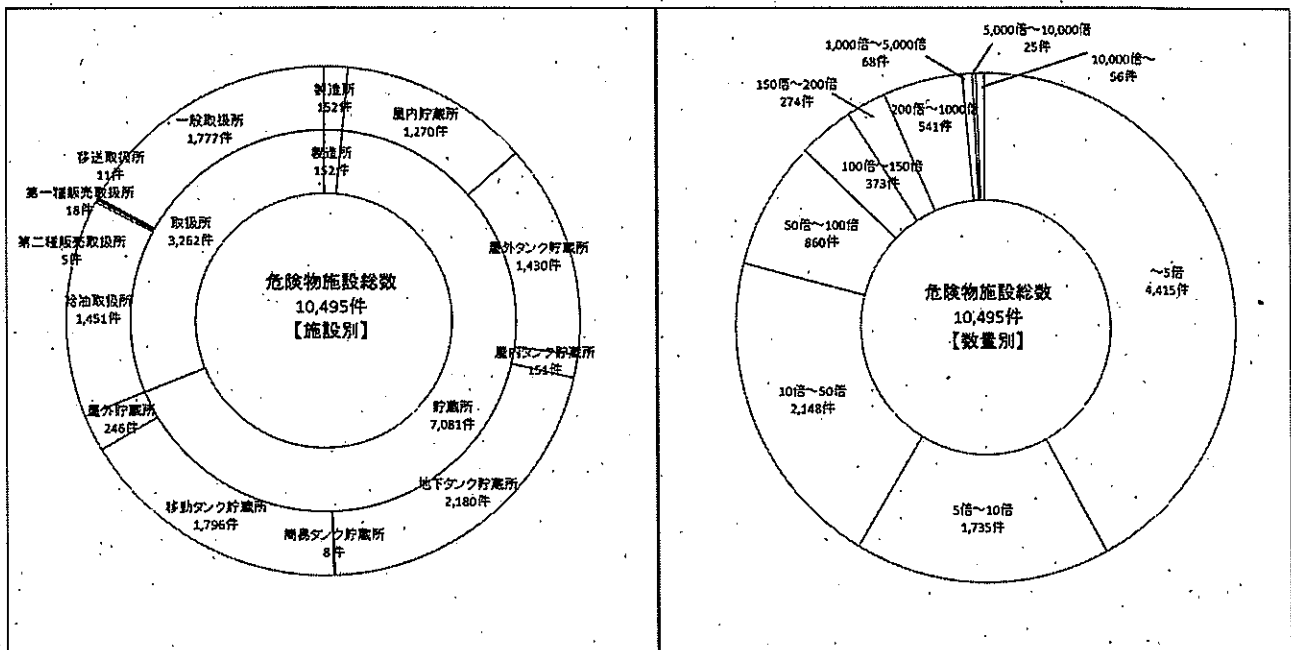 製造所
152件
屋内貯蔵所
1,270件
屋外タンク貯蔵所
1,430件
屋内タンク貯蔵所
151件
地下タンク貯蔵所
2,180件
簡易タンク貯蔵所
8件
移動タンク貯蔵所
1,796件
屋外貯蔵所
246件
給油取扱所
1,451件
第二種販売取扱所
5件
第一種販売取扱所
18件
移送取扱所
11件
一般取扱所
1,777件
製造所
152件
貯蔵所
7,081件
取扱所
3,262件
危険物施設総数
10,495件
【施設別】
～5倍
4,415件
5倍～10倍
1,735件
10倍～50倍
2,148件
50倍～100倍
860件
100倍～150倍
373件
150倍～200倍
274件
200倍～1000倍
541件
1,000倍～5,000倍
68件
5,000倍～10,000倍
25件
10,000倍～
56件
危険物施設総数
10,495件
【数量別】